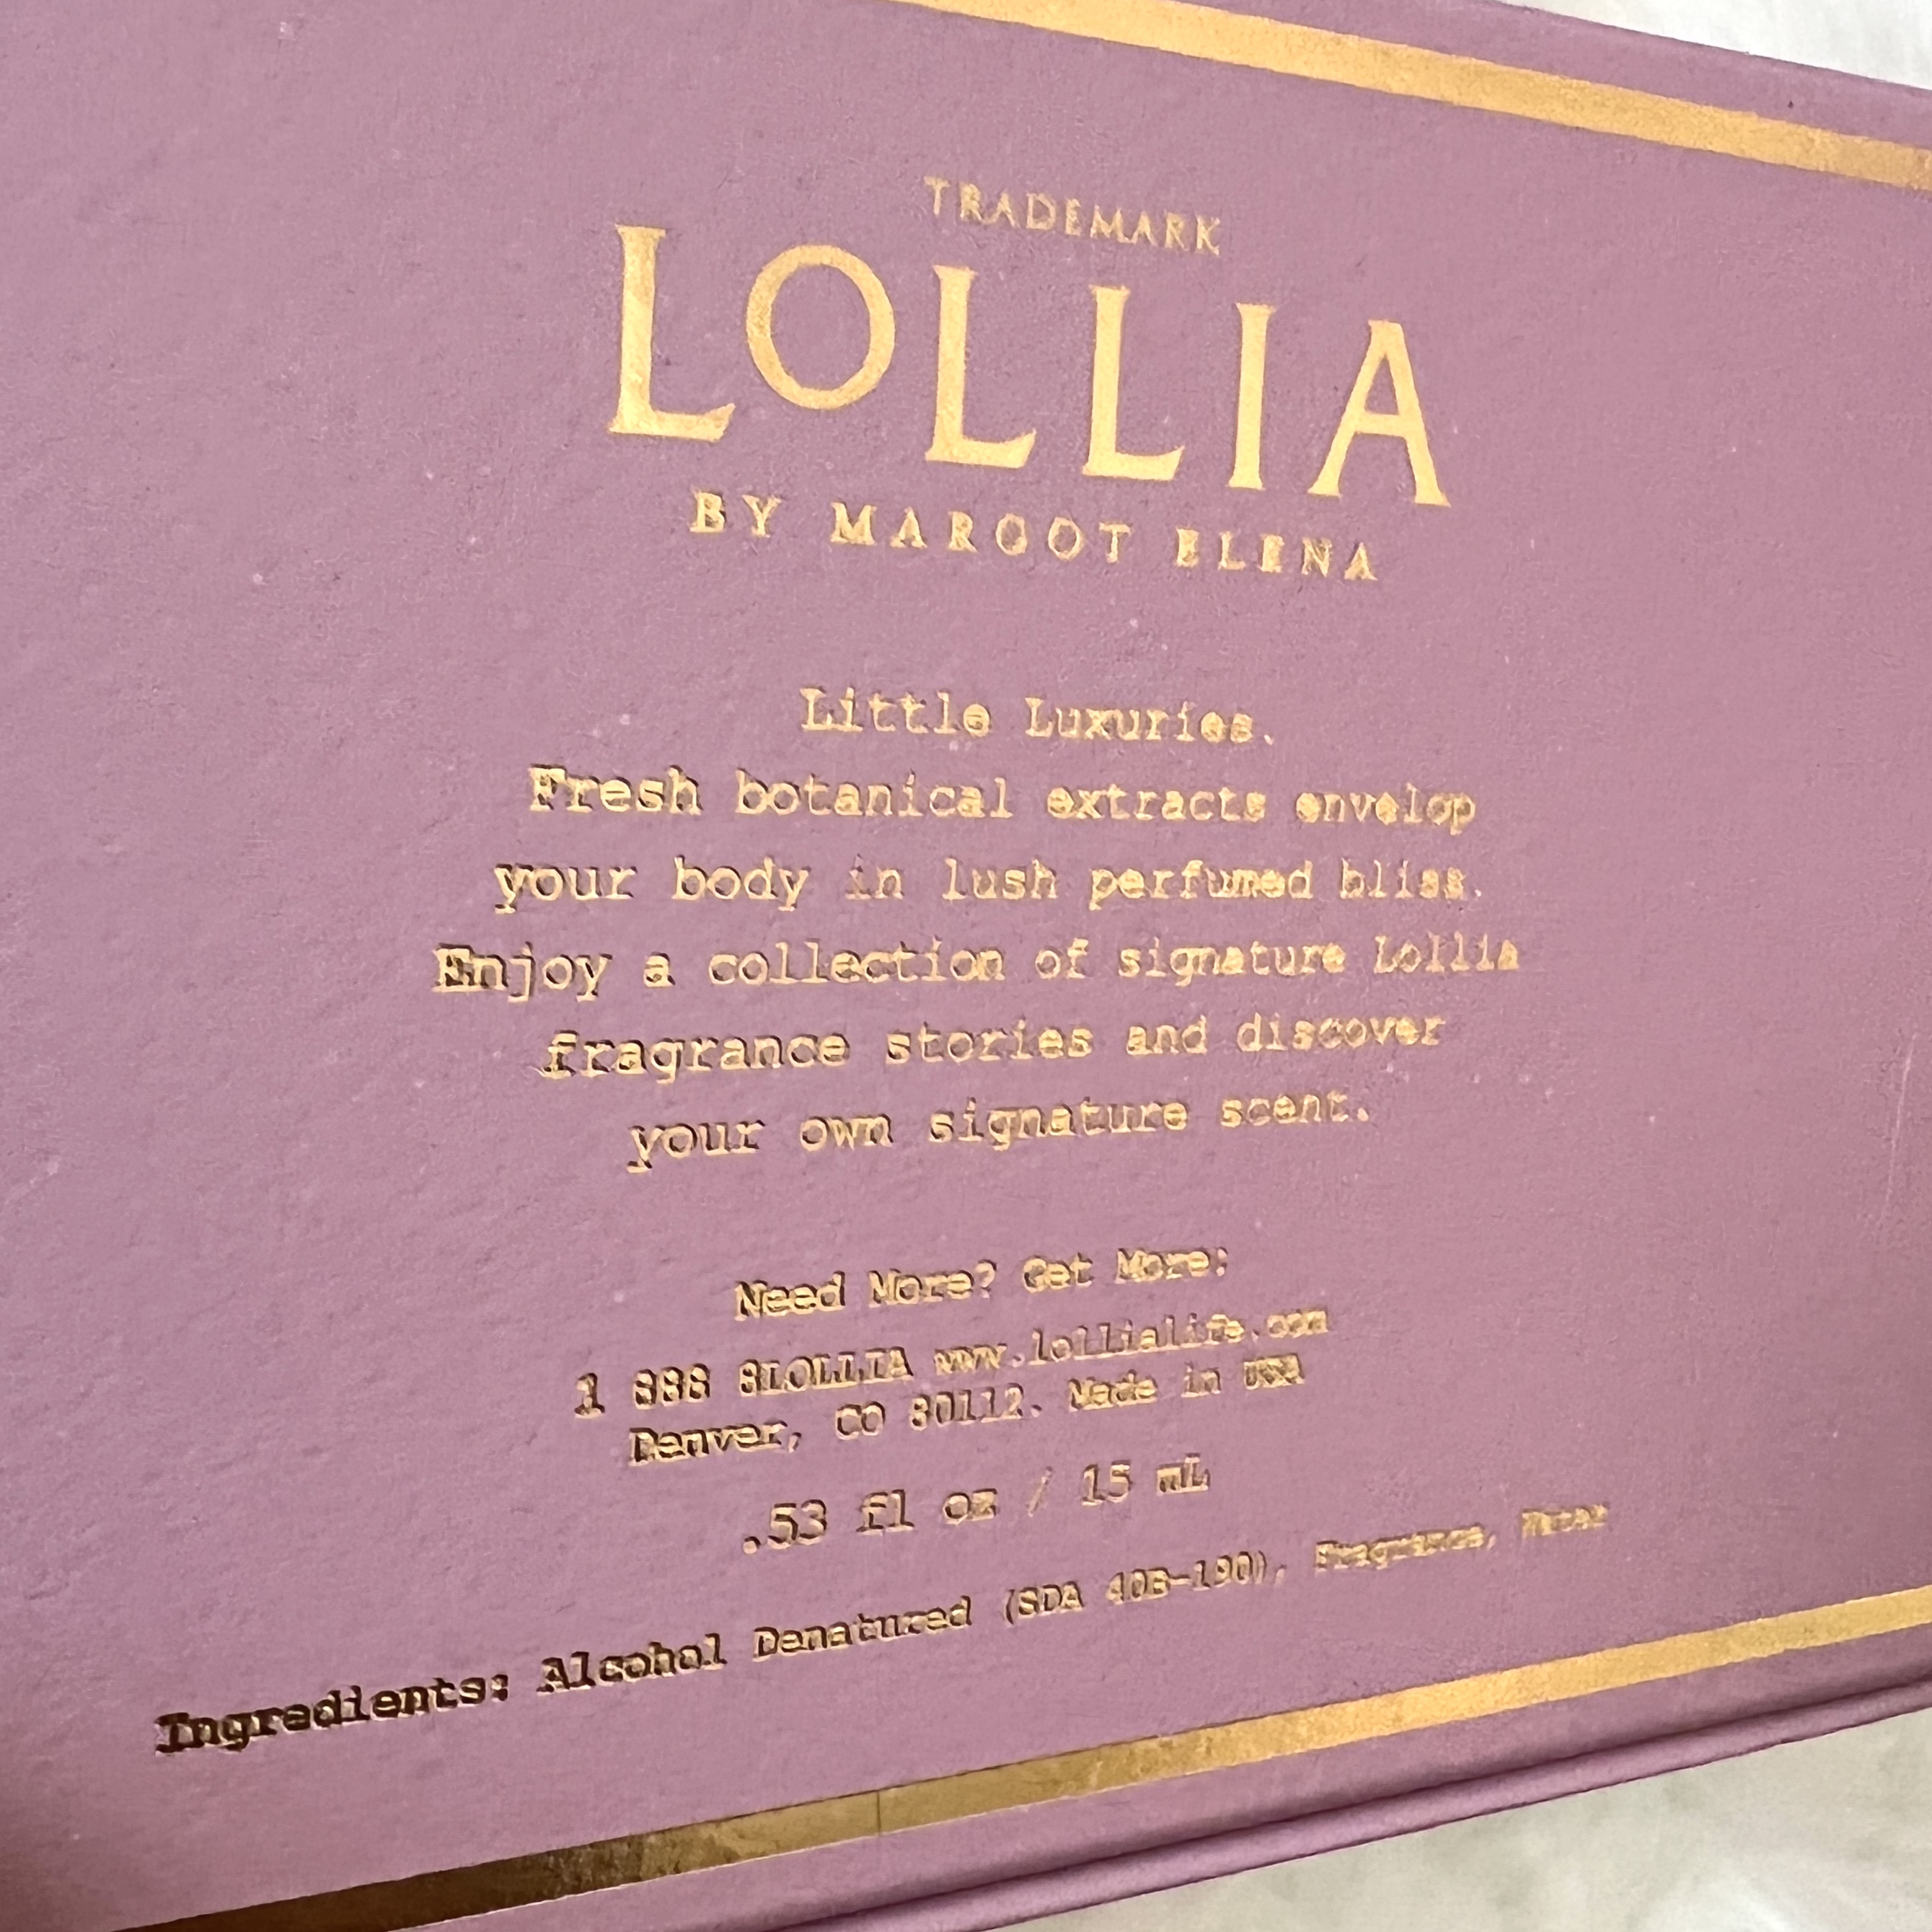 TRADEMARK
LOLLIA
BY MARGOT ELENA
Little Luxuries.
Fresh botanical extracts envelop
your body in lush perfumed bliss.
Enjoy a collection of signature Lollia
fragrance stories and discover
your own signature scent.
Need More? Get More:
1 888 8LOLLIA www.lollialife.com
Denver, CO 80112. Made in USA
.53 fl oz / 15 mL
Ingredients: Alcohol Denatured (SDA 40B-190), Fragrance, Water